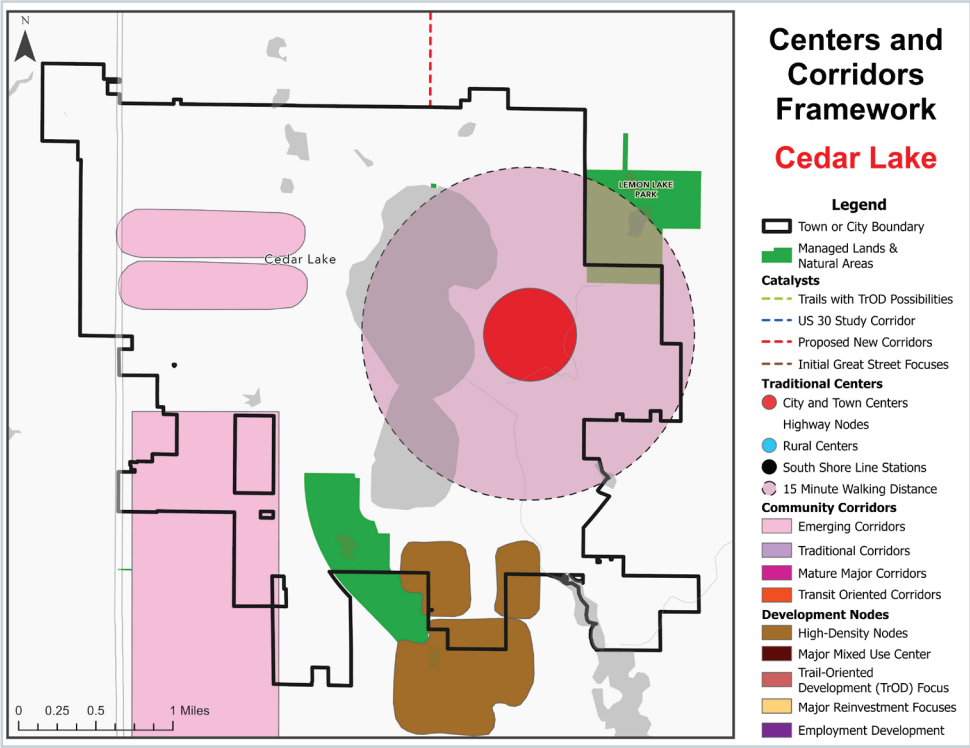 N
LEMON LAKE
PARK
Cedar Lake
0 0.25 0.5 1 Miles
Centers and
Corridors
Framework
Cedar Lake
Legend
Town or City Boundary
Managed Lands &
Natural Areas
Catalysts
Trails with TrOD Possibilities
US 30 Study Corridor
Proposed New Corridors
Initial Great Street Focuses
Traditional Centers
City and Town Centers
Highway Nodes
Rural Centers
South Shore Line Stations
15 Minute Walking Distance
Community Corridors
Emerging Corridors
Traditional Corridors
Mature Major Corridors
Transit Oriented Corridors
Development Nodes
High-Density Nodes
Major Mixed Use Center
Trail-Oriented
Development (TrOD) Focus
Major Reinvestment Focuses
Employment Development